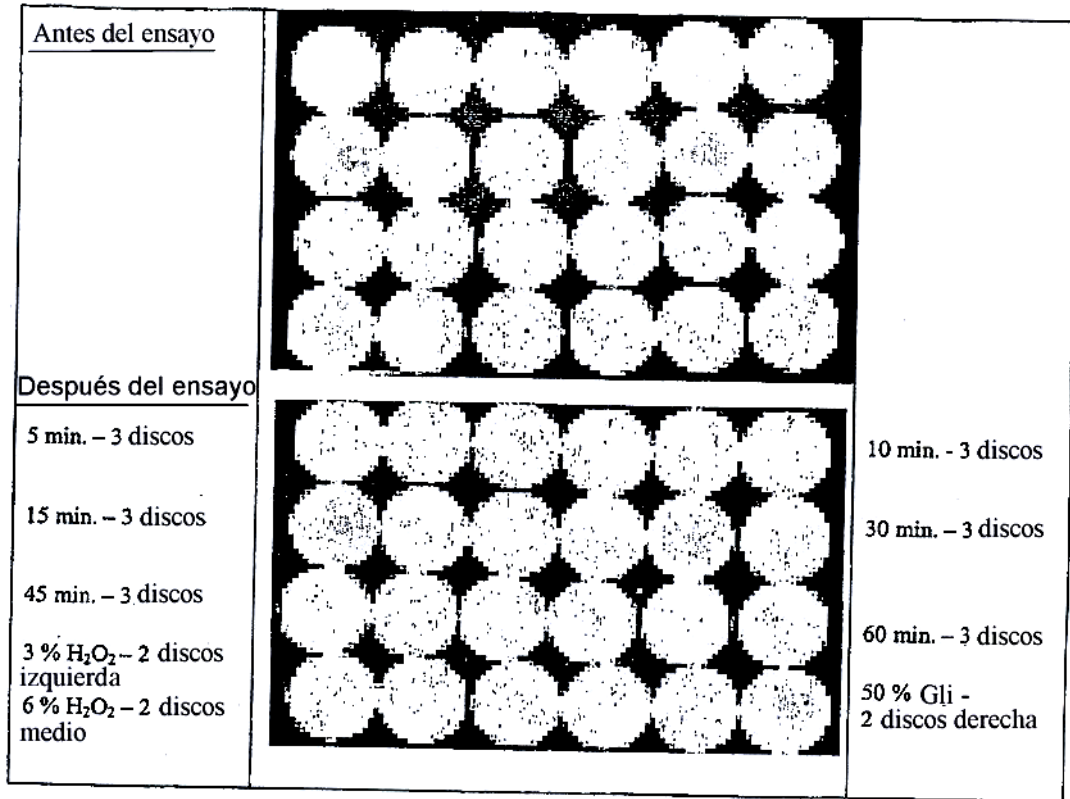 Antes del ensayo
Después del ensayo
5 min. – 3 discos
10 min. - 3 discos
15 min. – 3 discos
30 min. – 3 discos
45 min. – 3 discos
60 min. – 3 discos
3 % H₂O₂ – 2 discos
izquierda
6 % H₂O₂ – 2 discos
medio
50 % Gli -
2 discos derecha